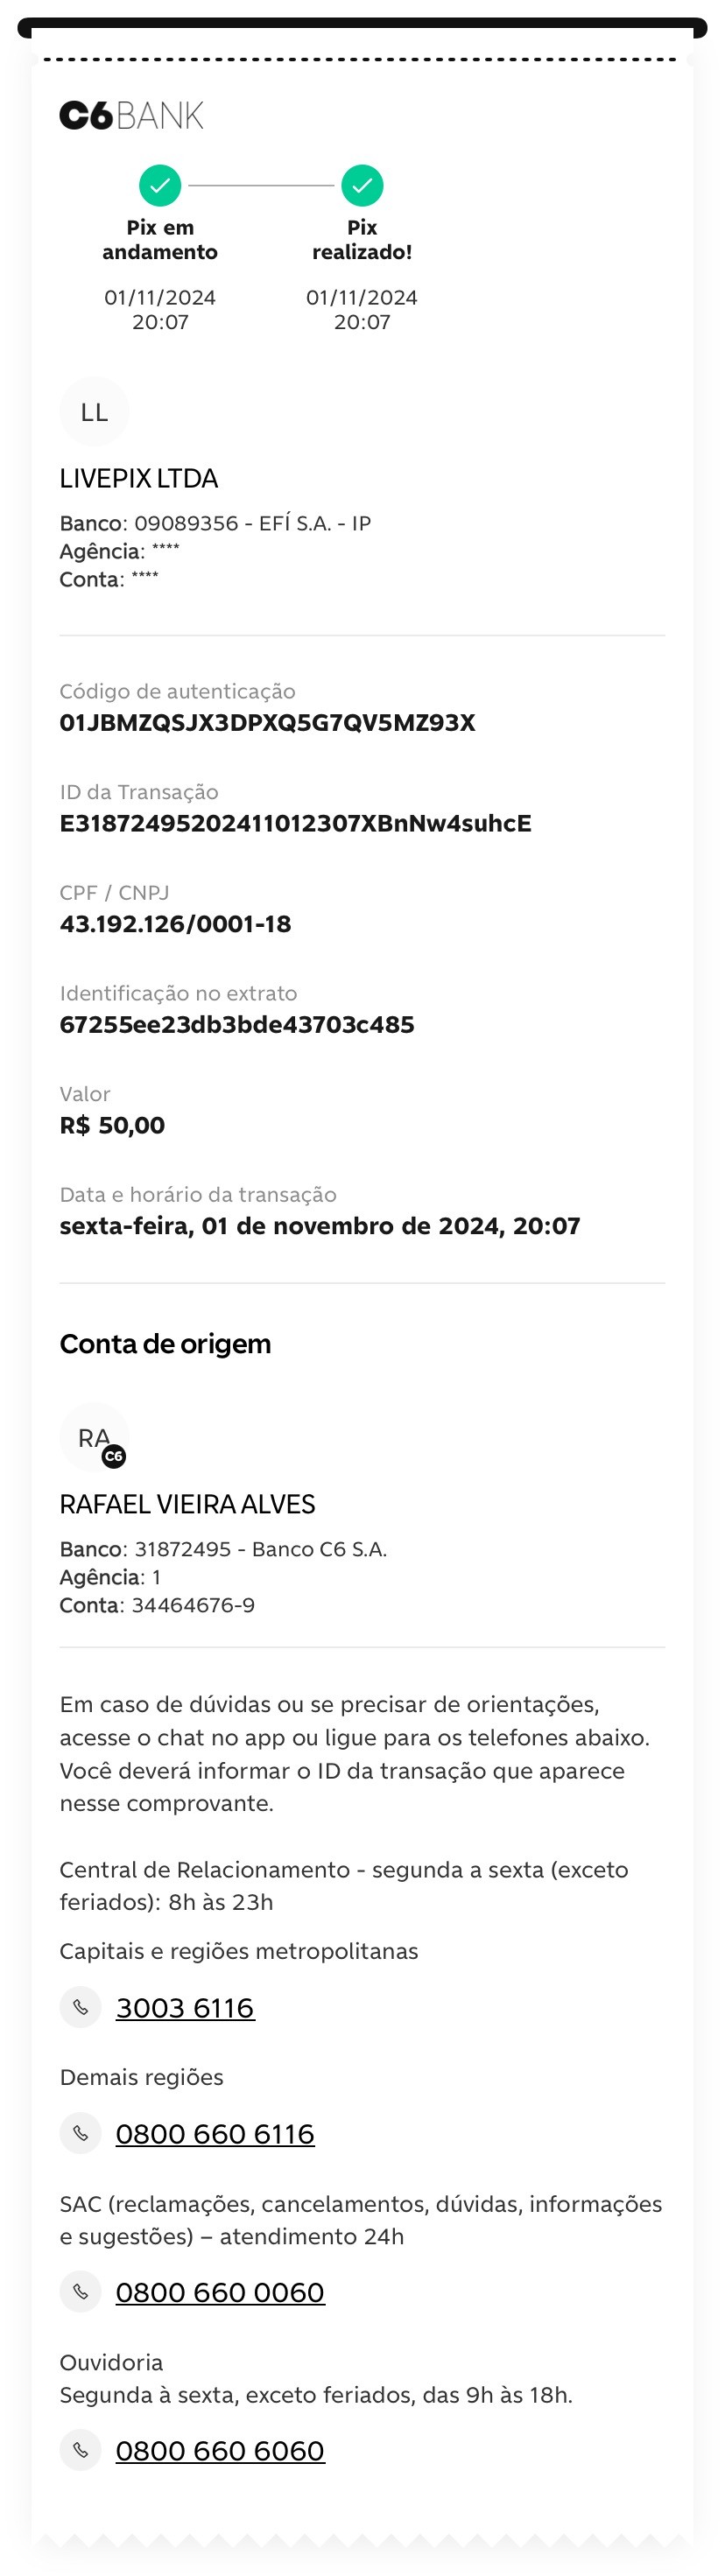 C6BANK
Pix em
andamento
Pix
realizado!
01/11/2024
20:07
01/11/2024
20:07
LL
LIVEPIX LTDA
Banco: 09089356 - EFÍ S.A. - IP
Agência: ****
Conta: ****
Código de autenticação
01JBMZQSJX3DPXQ5G7QV5MZ93X
ID da Transação
E31872495202411012307XBnNw4suhcE
CPF / CNPJ
43.192.126/0001-18
Identificação no extrato
67255ee23db3bde43703c485
Valor
R$ 50,00
Data e horário da transação
sexta-feira, 01 de novembro de 2024, 20:07
Conta de origem
RA
C6
RAFAEL VIEIRA ALVES
Banco: 31872495 - Banco C6 S.A.
Agência: 1
Conta: 34464676-9
Em caso de dúvidas ou se precisar de orientações,
acesse o chat no app ou ligue para os telefones abaixo.
Você deverá informar o ID da transação que aparece
nesse comprovante.
Central de Relacionamento - segunda a sexta (exceto
feriados): 8h às 23h
Capitais e regiões metropolitanas
3003 6116
Demais regiões
0800 660 6116
SAC (reclamações, cancelamentos, dúvidas, informações
e sugestões) – atendimento 24h
0800 660 0060
Ouvidoria
Segunda à sexta, exceto feriados, das 9h às 18h.
0800 660 6060